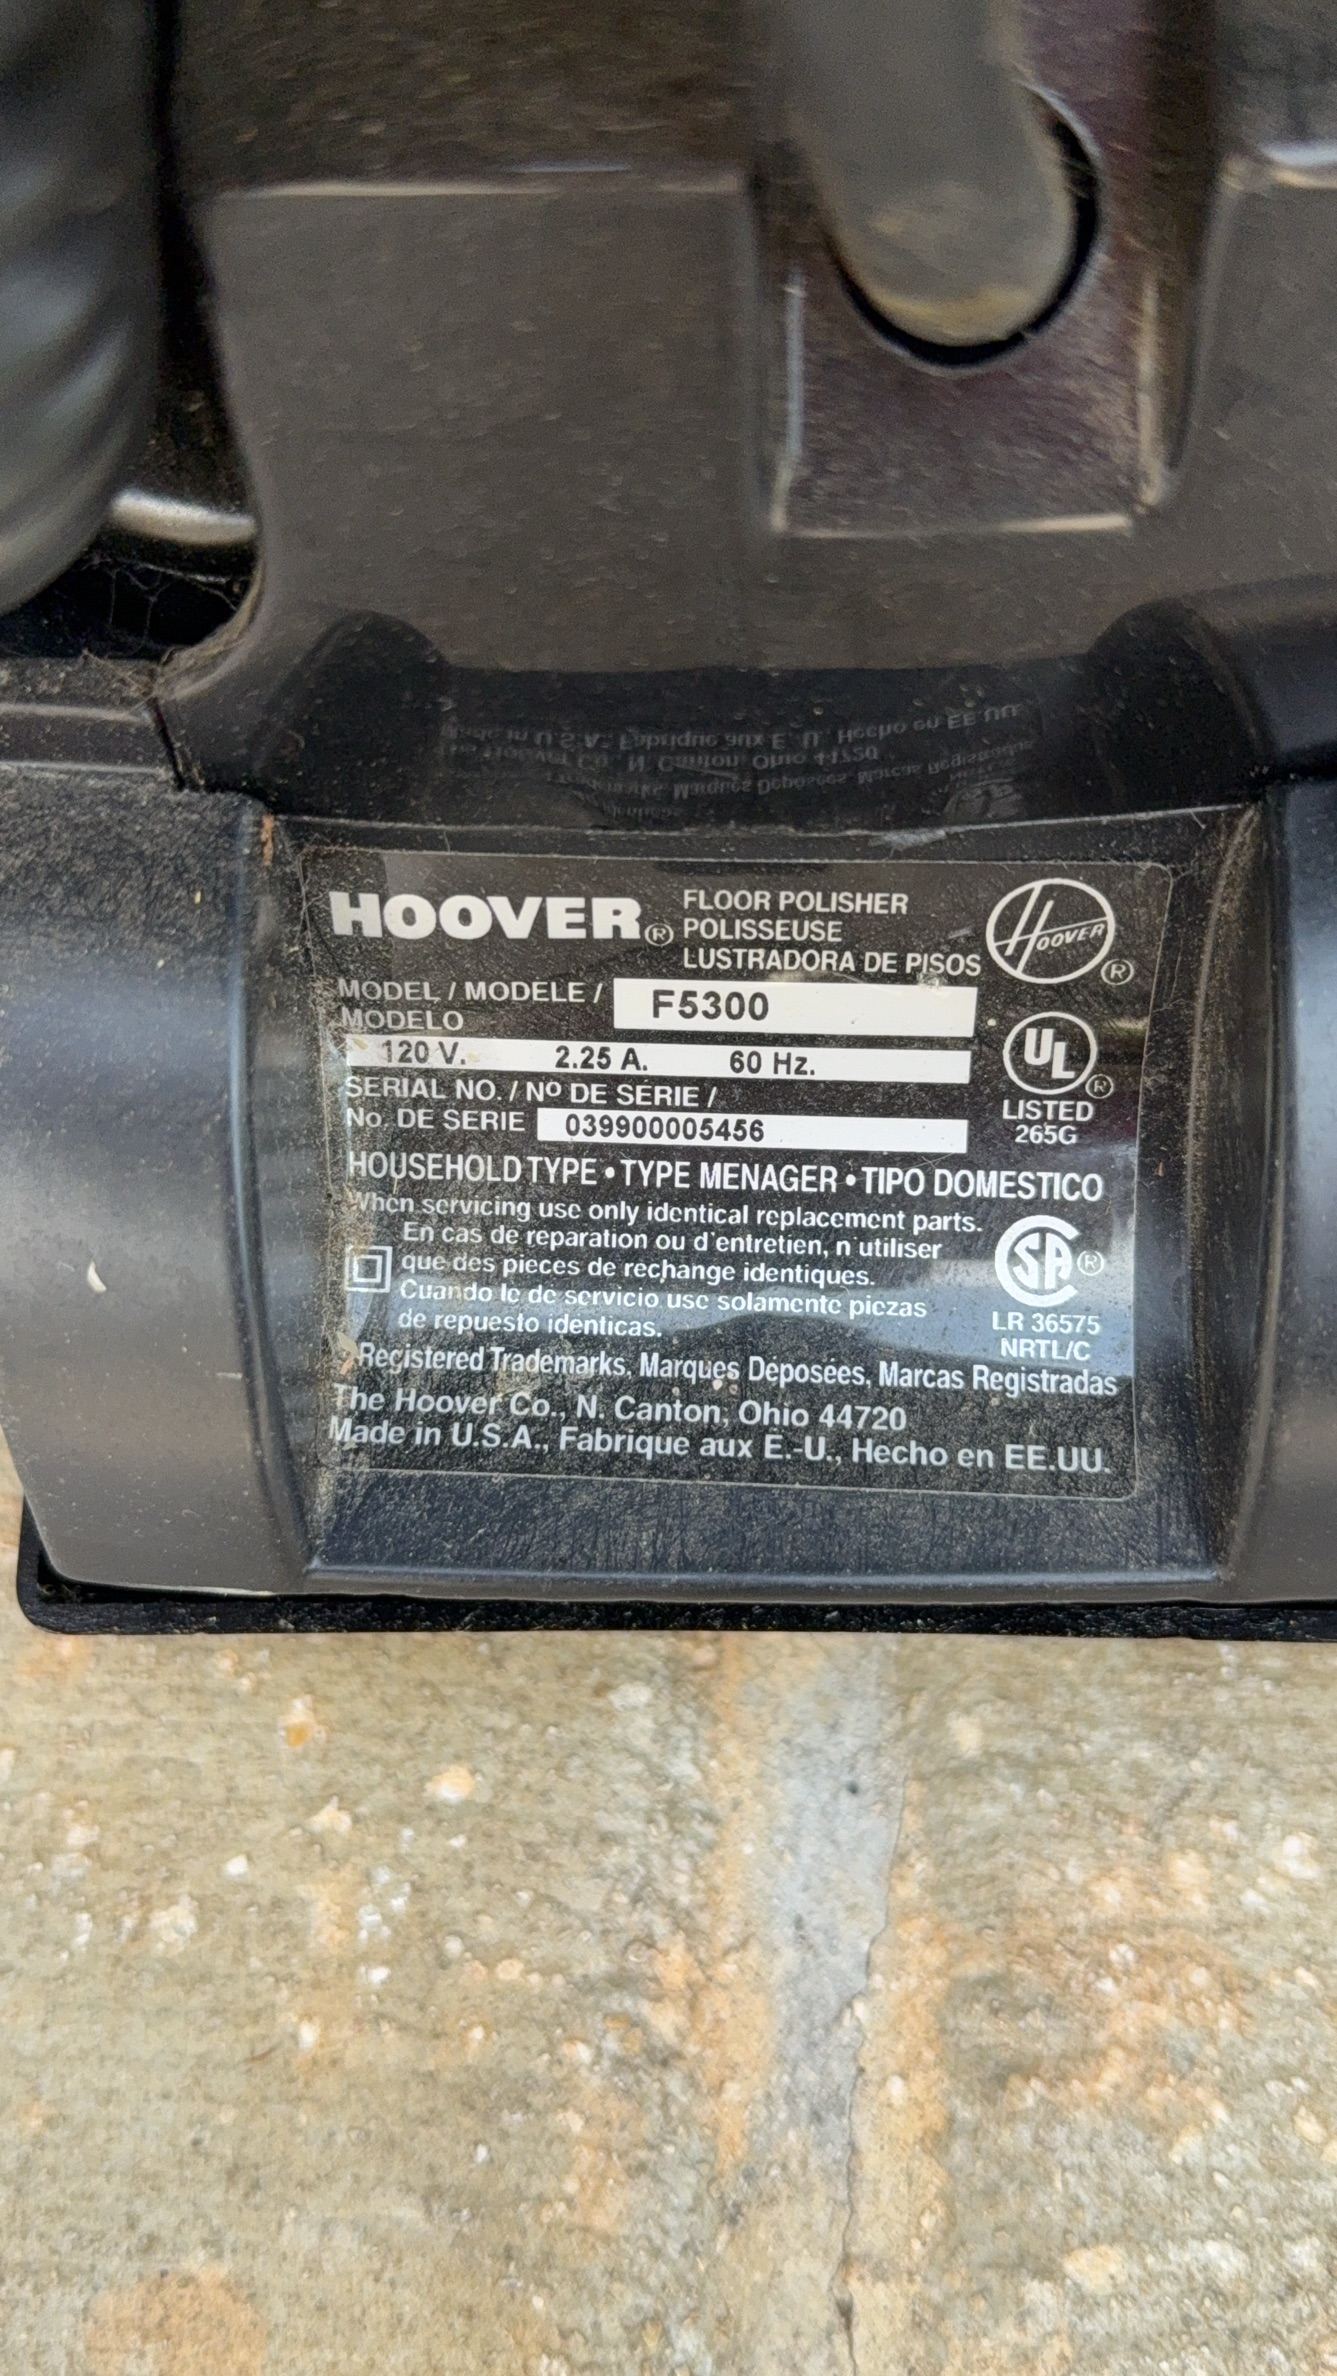 HOOVER® FLOOR POLISHER
POLISSEUSE
LUSTRADORA DE PISOS
HOOVER ®
MODEL / MODELE /
MODELO
F5300
120 V. 2.25 A. 60 Hz.
UL ®
LISTED
265G
SERIAL NO. / Nº DE SÉRIE /
No. DE SERIE 039900005456
HOUSEHOLD TYPE • TYPE MENAGER • TIPO DOMESTICO
When servicing use only identical replacement parts.
En cas de reparation ou d'entretien, n'utiliser
que des pieces de rechange identiques.
Cuando le de servicio use solamente piezas
de repuesto identicas.
SA ®
LR 36575
NRTL/C
Registered Trademarks, Marques Déposées, Marcas Registradas
The Hoover Co., N. Canton, Ohio 44720
Made in U.S.A., Fabrique aux E.-U., Hecho en EE.UU.